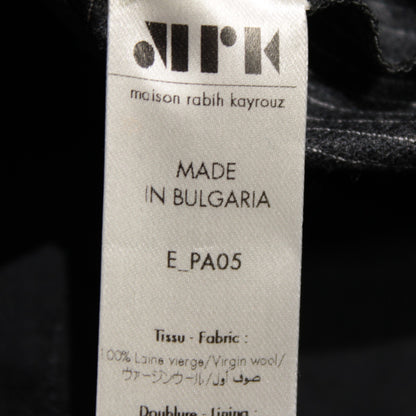 MRK
maison rabih kayrouz
MADE
IN BULGARIA
E_PA05
Tissu - Fabric :
100% Laine vierge/Virgin wool/
ヴァージンウール/صوف أول/
Doublure - Lining :